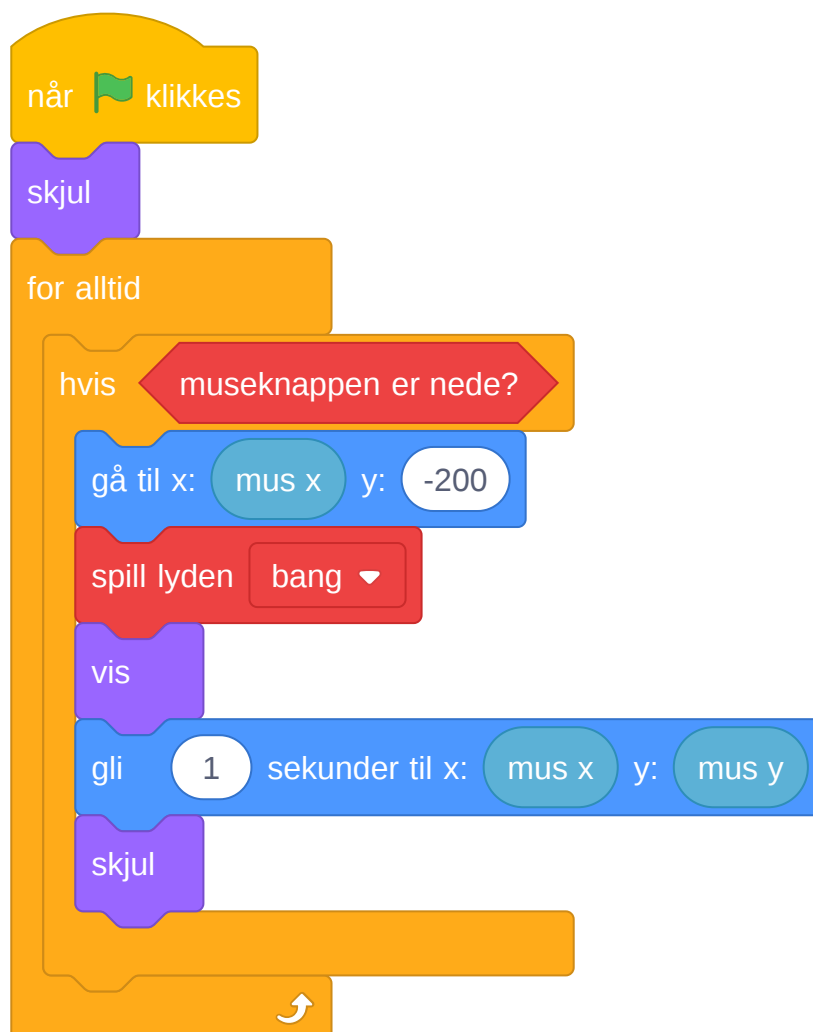 når klikkes
skjul
for alltid
hvis museknappen er nede?
gå til x: mus x y: -200
spill lyden bang
vis
gli 1 sekunder til x: mus x y: mus y
skjul